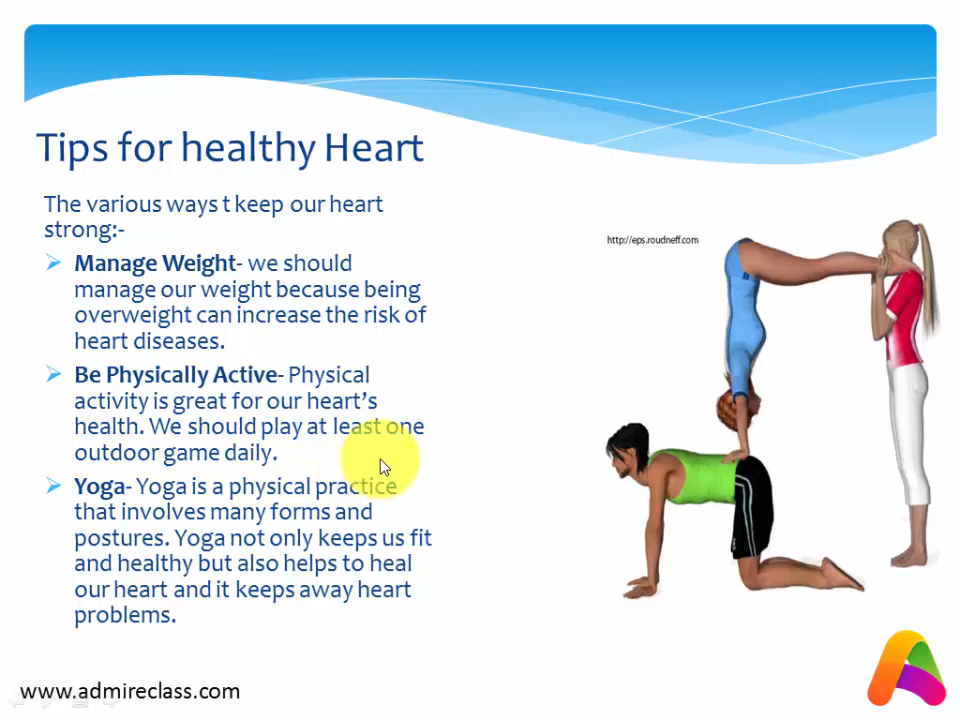 Tips for healthy Heart
The various ways t keep our heart
strong:-
http://eps.roudneff.com
Manage Weight- we should
manage our weight because being
overweight can increase the risk of
heart diseases.
Be Physically Active- Physical
activity is great for our heart's
health. We should play at least one
outdoor game daily.
Yoga- Yoga is a physical practice
that involves many forms and
postures. Yoga not only keeps us fit
and healthy but also helps to heal
our heart and it keeps away heart
problems.
www.admireclass.com